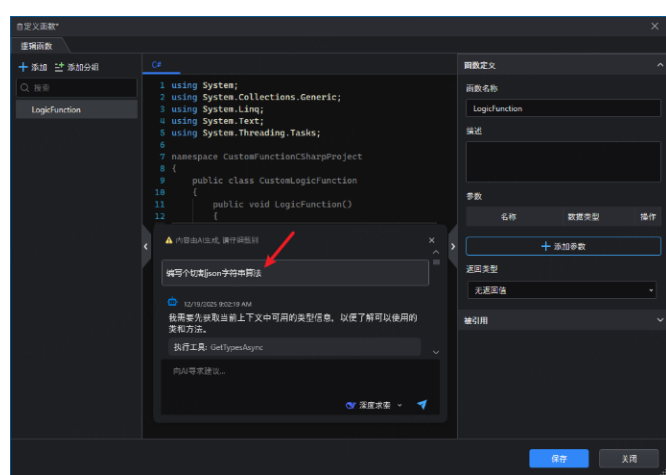 自定义函数*
逻辑函数
添加 添加分组
搜索
LogicFunction
C#
1 using System;
2 using System.Collections.Generic;
3 using System.Linq;
4 using System.Text;
5 using System.Threading.Tasks;
6
7 namespace CustomFunctionCSharpProject
8 {
9 public class CustomLogicFunction
10 {
11 public void LogicFunction()
12 {
内容由AI生成, 请仔细甄别
编写个切割json字符串算法
12/19/2025 9:02:19 AM
我需要先获取当前上下文中可用的类型信息，以便了解可以使用的
类和方法。
执行工具: GetTypesAsync
向AI寻求建议...
深度求索
函数定义
函数名称
LogicFunction
描述
参数
名称 数据类型 操作
添加参数
返回类型
无返回值
被引用
保存 关闭